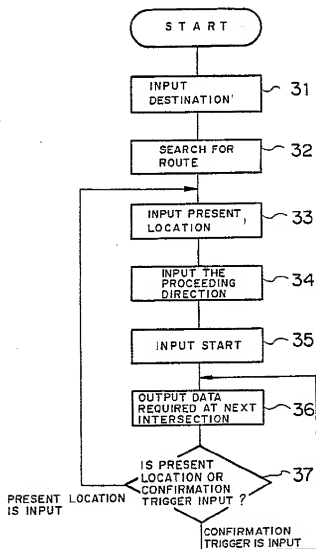 START
INPUT
DESTINATION'
31
SEARCH FOR
ROUTE
32
INPUT PRESENT
LOCATION
33
INPUT THE
PROCEEDING
DIRECTION
34
INPUT START
35
OUTPUT DATA
REQUIRED AT NEXT
INTERSECTION
36
IS PRESENT
LOCATION OR
CONFIRMATION
TRIGGER INPUT ?
37
PRESENT LOCATION
IS INPUT
CONFIRMATION
TRIGGER IS INPUT